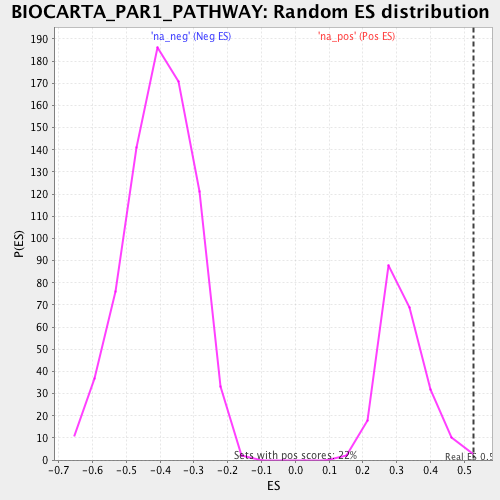 BIOCARTA_PAR1_PATHWAY: Random ES distribution
'na_neg' (Neg ES) 'na_pos' (Pos ES)
190
180
170
160
150
140
130
120
110
100
90
80
70
60
50
40
30
20
10
0
P(ES)
Sets with pos scores: 22%
Real ES 0.5
-0.7 -0.6 -0.5 -0.4 -0.3 -0.2 -0.1 0.0 0.1 0.2 0.3 0.4 0.5
ES